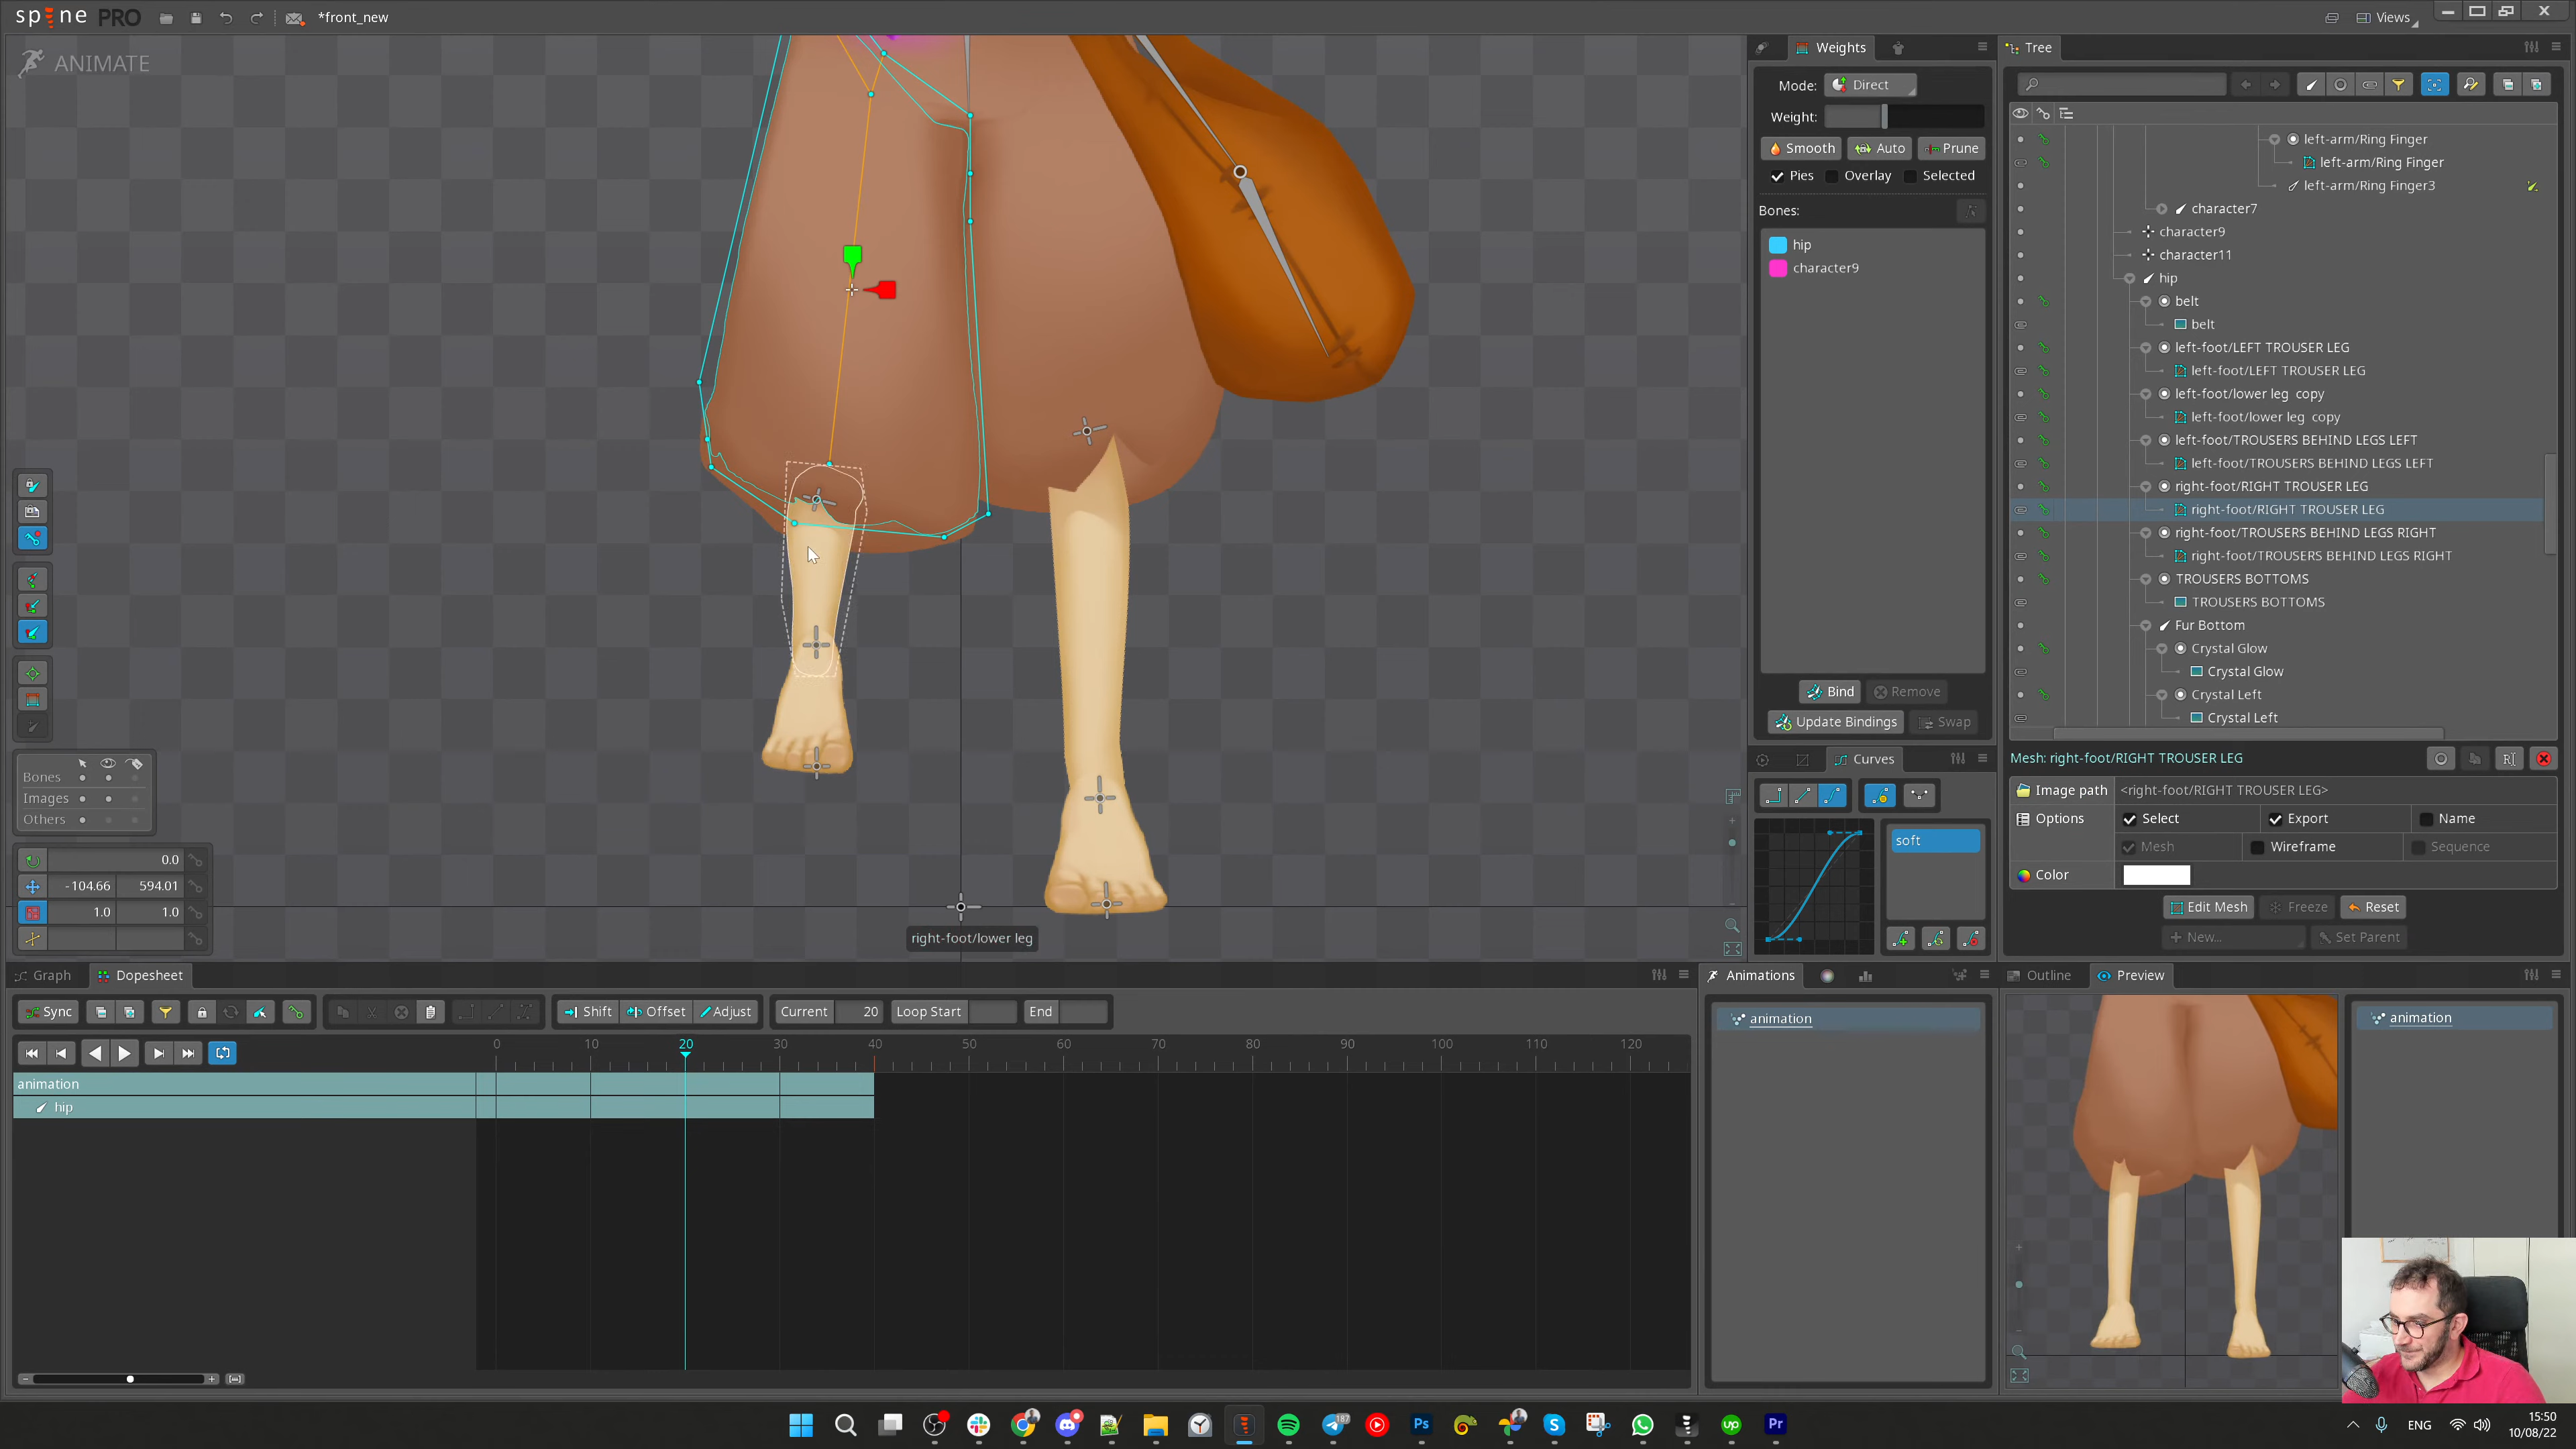 spine PRO
*front_new
Views
ANIMATE
Weights
Mode: Direct
Weight:
Smooth Auto Prune
Pies Overlay Selected
Bones:
hip
character9
Bind Remove
Update Bindings Swap
Curves
soft
Tree
left-arm/Ring Finger
left-arm/Ring Finger
left-arm/Ring Finger3
character7
character9
character11
hip
belt
belt
left-foot/LEFT TROUSER LEG
left-foot/LEFT TROUSER LEG
left-foot/lower leg copy
left-foot/lower leg copy
left-foot/TROUSERS BEHIND LEGS LEFT
left-foot/TROUSERS BEHIND LEGS LEFT
right-foot/RIGHT TROUSER LEG
right-foot/RIGHT TROUSER LEG
right-foot/TROUSERS BEHIND LEGS RIGHT
right-foot/TROUSERS BEHIND LEGS RIGHT
TROUSERS BOTTOMS
TROUSERS BOTTOMS
Fur Bottom
Crystal Glow
Crystal Glow
Crystal Left
Crystal Left
Mesh: right-foot/RIGHT TROUSER LEG
Image path <right-foot/RIGHT TROUSER LEG>
Options Select Export Name
Mesh Wireframe Sequence
Color
Edit Mesh Freeze Reset
New... Set Parent
Bones
Images
Others
0.0
-104.66 594.01
1.0 1.0
right-foot/lower leg
Graph Dopesheet
Sync Shift Offset Adjust Current 20 Loop Start End
0 10 20 30 40 50 60 70 80 90 100 110 120
animation
hip
Animations
animation
Outline Preview
animation
187
Ps
S
up
Pr
ENG
15:50
10/08/22